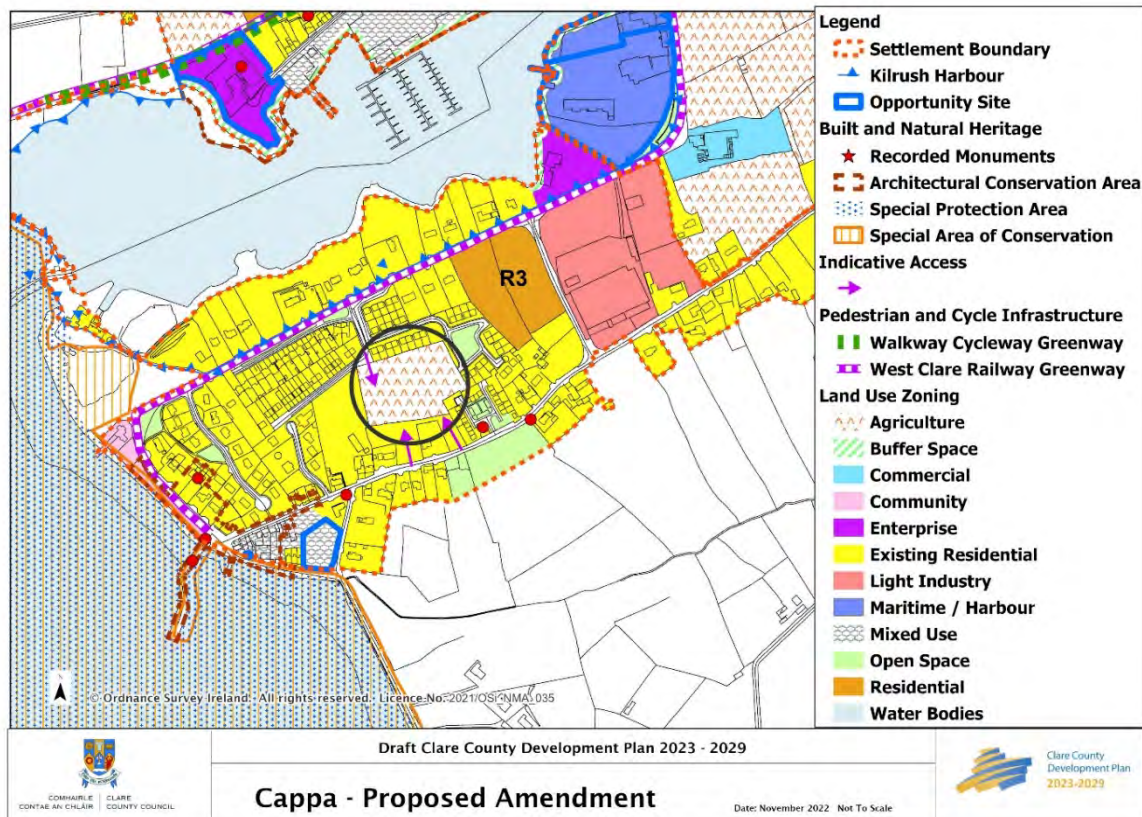 R3
© Ordnance Survey Ireland. All rights reserved. Licence No. 2021/OSi_NMA_035
Legend
Settlement Boundary
Kilrush Harbour
Opportunity Site
Built and Natural Heritage
Recorded Monuments
Architectural Conservation Area
Special Protection Area
Special Area of Conservation
Indicative Access
Pedestrian and Cycle Infrastructure
Walkway Cycleway Greenway
West Clare Railway Greenway
Land Use Zoning
Agriculture
Buffer Space
Commercial
Community
Enterprise
Existing Residential
Light Industry
Maritime / Harbour
Mixed Use
Open Space
Residential
Water Bodies
COMHAIRLE CONTAE AN CHLÁIR
CLARE COUNTY COUNCIL
Draft Clare County Development Plan 2023 - 2029
Cappa - Proposed Amendment
Date: November 2022 Not To Scale
Clare County
Development Plan
2023-2029